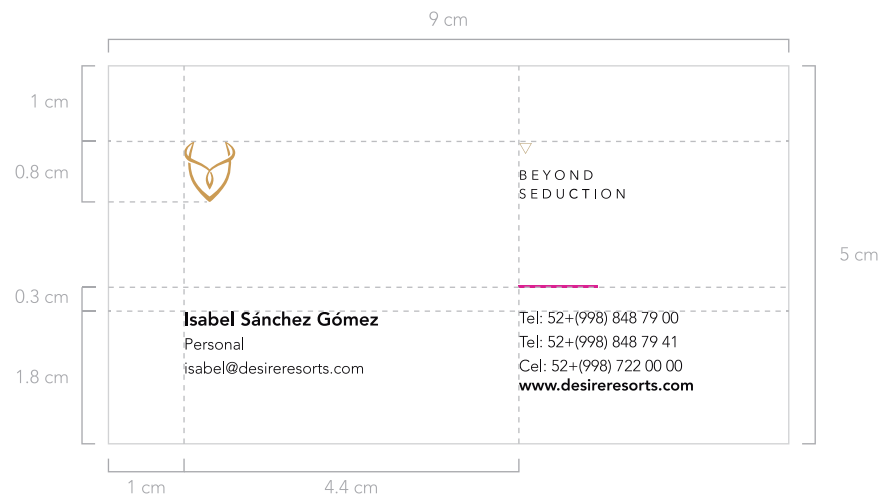 9 cm
1 cm
0.8 cm
BEYOND
SEDUCTION
5 cm
0.3 cm
1.8 cm
Isabel Sánchez Gómez
Personal
isabel@desireresorts.com
Tel: 52+(998) 848 79 00
Tel: 52+(998) 848 79 41
Cel: 52+(998) 722 00 00
www.desireresorts.com
1 cm
4.4 cm